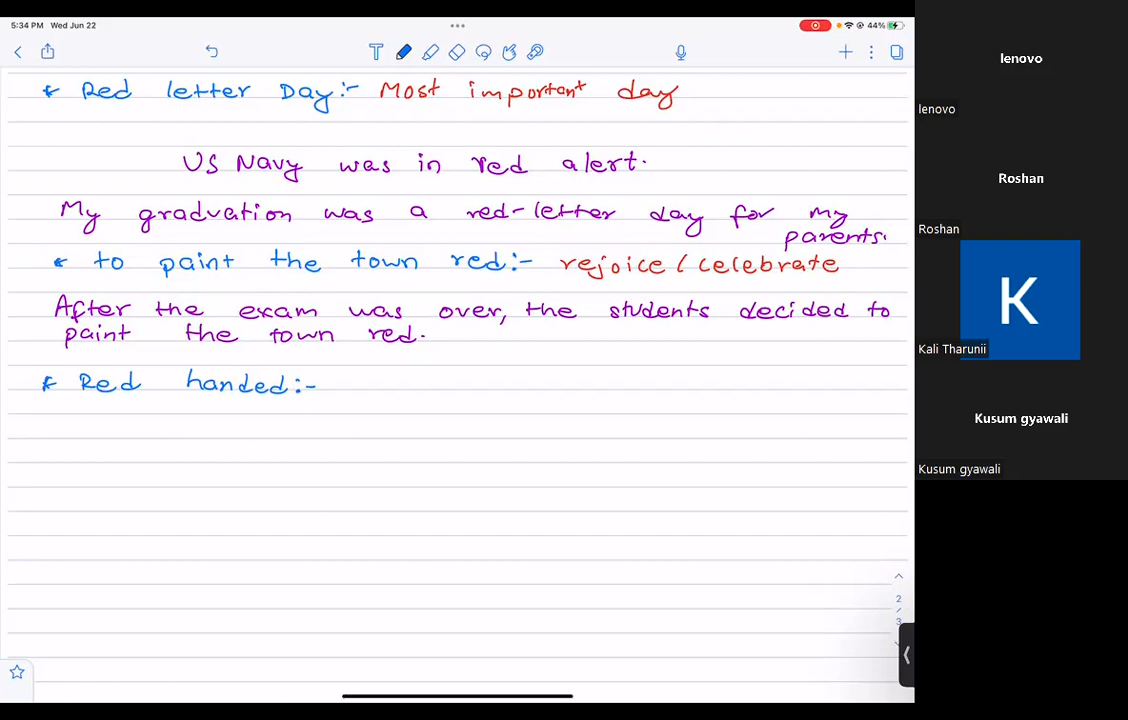 5:34 PM Wed Jun 22
44%
* Red letter Day:- Most important day
US Navy was in red alert.
My graduation was a red-letter day for my
parents.
* to paint the town red:- rejoice / celebrate
After the exam was over, the students decided to
paint the town red.
* Red handed:-
2
/
3
lenovo
lenovo
Roshan
Roshan
K
Kali Tharunii
Kusum gyawali
Kusum gyawali